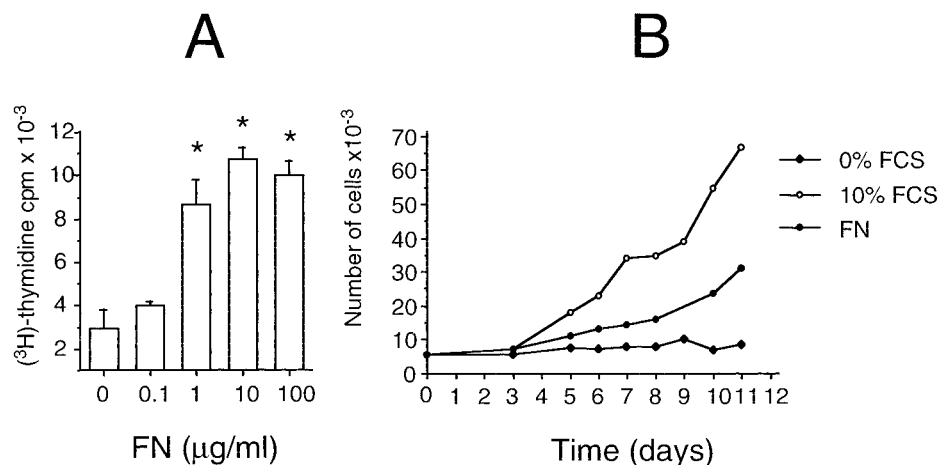 A
(³H)-thymidine cpm x 10⁻³
12
10
8
6
4
2
* * *
0 0.1 1 10 100
FN (μg/ml)
B
Number of cells x10⁻³
70
60
50
40
30
20
10
0
0 1 2 3 4 5 6 7 8 9 10 11 12
Time (days)
0% FCS
10% FCS
FN